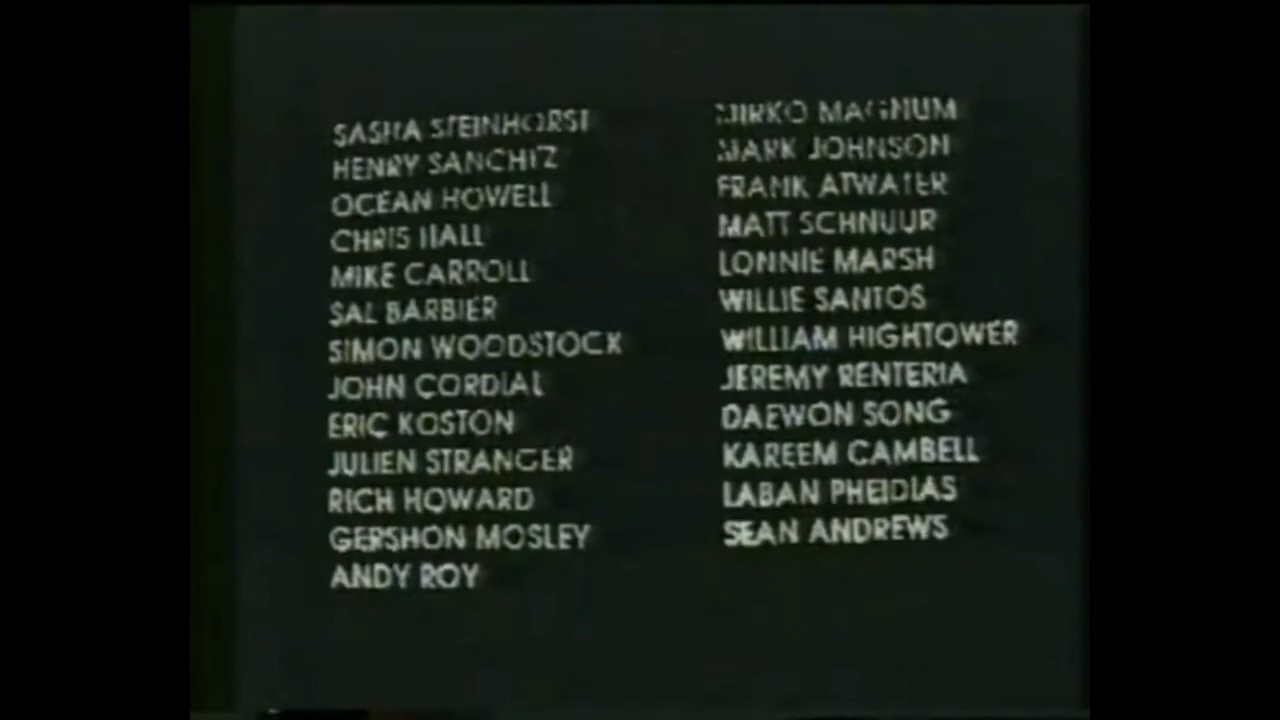 SASHA STEINHORST
HENRY SANCHIZ
OCEAN HOWELL
CHRIS HALL
MIKE CARROLL
SAL BARBIER
SIMON WOODSTOCK
JOHN CORDIAL
ERIC KOSTON
JULIEN STRANGER
RICH HOWARD
GERSHON MOSLEY
ANDY ROY
MIRKO MAGNUM
MARK JOHNSON
FRANK ATWATER
MATT SCHNUUR
LONNIE MARSH
WILLIE SANTOS
WILLIAM HIGHTOWER
JEREMY RENTERIA
DAEWON SONG
KAREEM CAMBELL
LABAN PHEIDIAS
SEAN ANDREWS